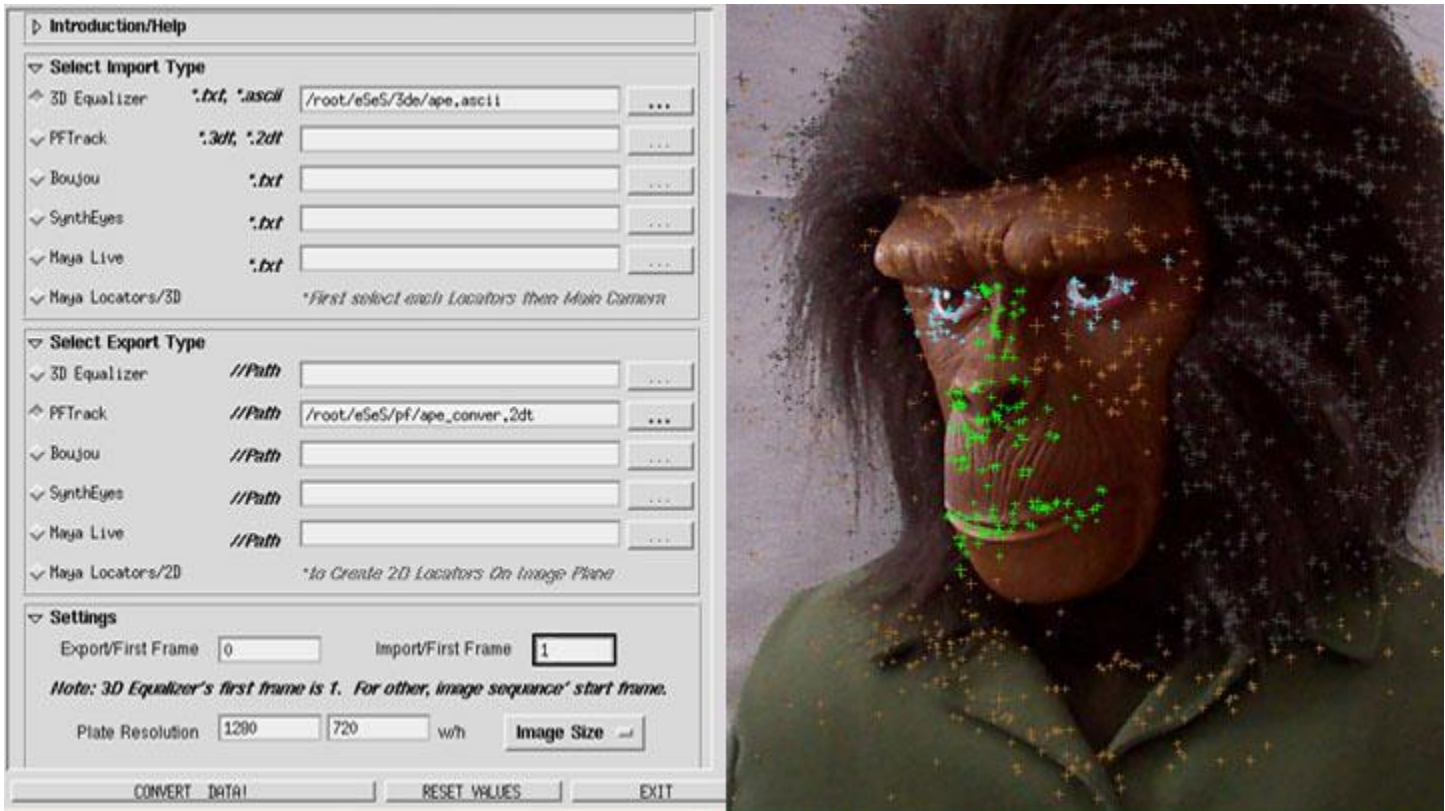 Introduction/Help
Select Import Type
3D Equalizer *.txt, *.ascii /root/eSeS/3de/ape.ascii ...
PFTrack *.3dt, *.2dt ...
Boujou *.txt ...
SynthEyes *.txt ...
Maya Live *.txt ...
Maya Locators/3D *First select each Locators then Main Camera
Select Export Type
3D Equalizer //Path ...
PFTrack //Path /root/eSeS/pf/ape_conver.2dt ...
Boujou //Path ...
SynthEyes //Path ...
Maya Live //Path ...
Maya Locators/2D *to Create 2D Locators On Image Plane
Settings
Export/First Frame 0 Import/First Frame 1
Note: 3D Equalizer's first frame is 1. For other, image sequence' start frame.
Plate Resolution 1280 720 w/h Image Size
CONVERT DATA! RESET VALUES EXIT